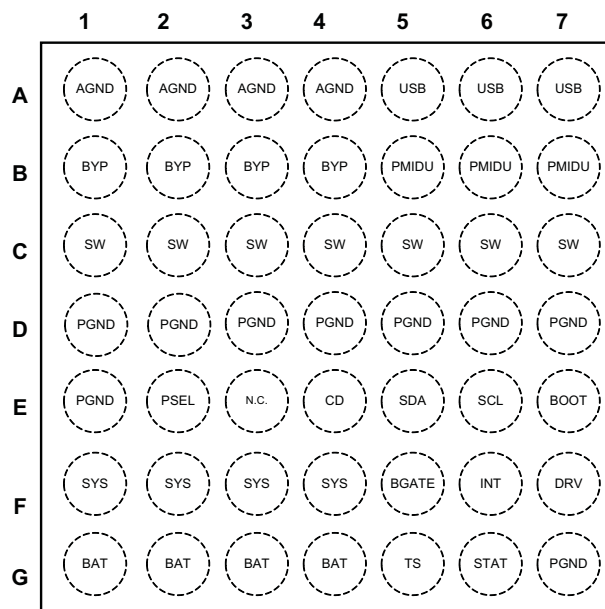 1 2 3 4 5 6 7
A AGND AGND AGND AGND USB USB USB
B BYP BYP BYP BYP PMIDU PMIDU PMIDU
C SW SW SW SW SW SW SW
D PGND PGND PGND PGND PGND PGND PGND
E PGND PSEL N.C. CD SDA SCL BOOT
F SYS SYS SYS SYS BGATE INT DRV
G BAT BAT BAT BAT TS STAT PGND